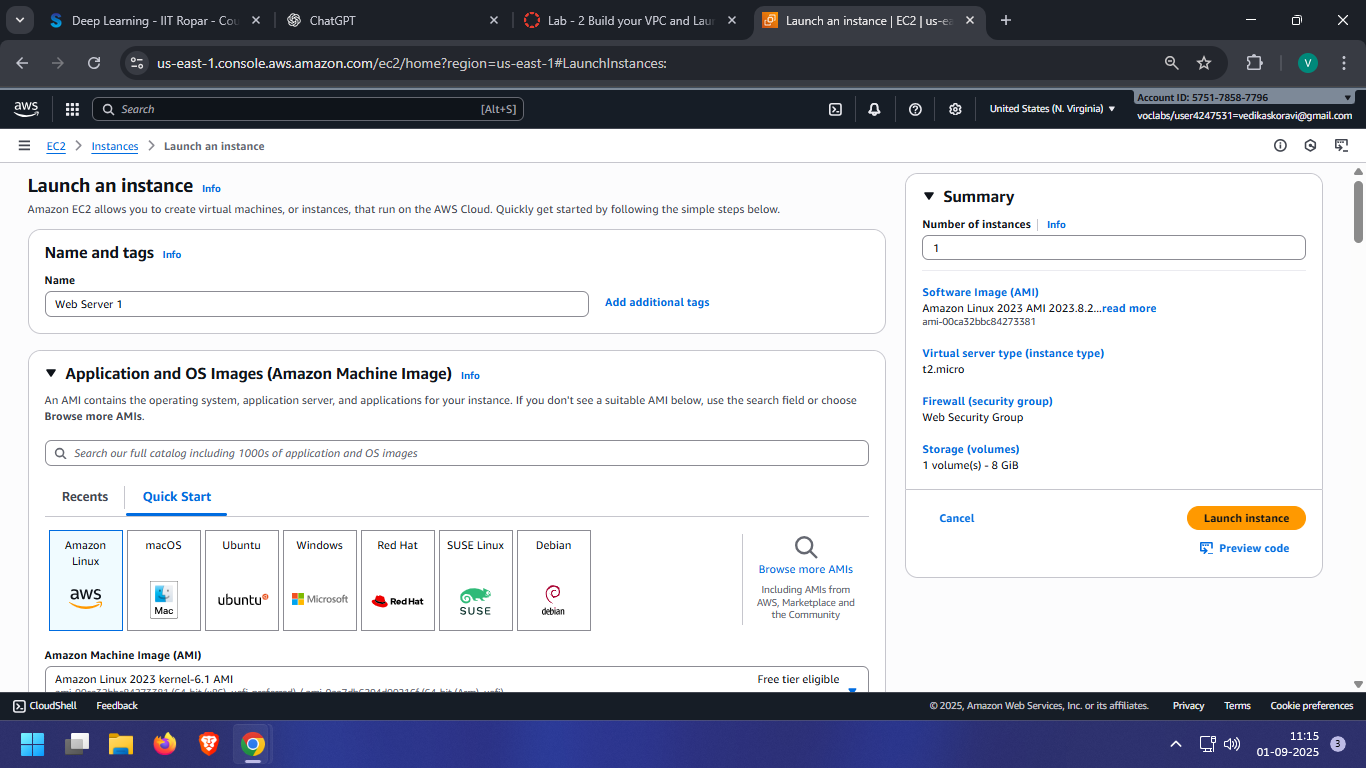 Deep Learning - IIT Ropar - Cou
ChatGPT
Lab - 2 Build your VPC and Laun
Launch an instance | EC2 | us-ea
us-east-1.console.aws.amazon.com/ec2/home?region=us-east-1#LaunchInstances:
V
aws
Search
[Alt+S]
United States (N. Virginia)
Account ID: 5751-7858-7796
voclabs/user4247531=vedikaskoravi@gmail.com
EC2 > Instances > Launch an instance
Launch an instance Info
Amazon EC2 allows you to create virtual machines, or instances, that run on the AWS Cloud. Quickly get started by following the simple steps below.
Name and tags Info
Name
Web Server 1
Add additional tags
Application and OS Images (Amazon Machine Image) Info
An AMI contains the operating system, application server, and applications for your instance. If you don't see a suitable AMI below, use the search field or choose
Browse more AMIs.
Search our full catalog including 1000s of application and OS images
Recents
Quick Start
Amazon
Linux
aws
macOS
Mac
Ubuntu
ubuntu
Windows
Microsoft
Red Hat
Red Hat
SUSE Linux
SUSE
Debian
debian
Browse more AMIs
Including AMIs from
AWS, Marketplace and
the Community
Amazon Machine Image (AMI)
Amazon Linux 2023 kernel-6.1 AMI
Free tier eligible
Summary
Number of instances Info
1
Software Image (AMI)
Amazon Linux 2023 AMI 2023.8.2...read more
ami-00ca32bbc84273381
Virtual server type (instance type)
t2.micro
Firewall (security group)
Web Security Group
Storage (volumes)
1 volume(s) - 8 GiB
Cancel
Launch instance
Preview code
CloudShell
Feedback
© 2025, Amazon Web Services, Inc. or its affiliates.
Privacy
Terms
Cookie preferences
11:15
01-09-2025
3